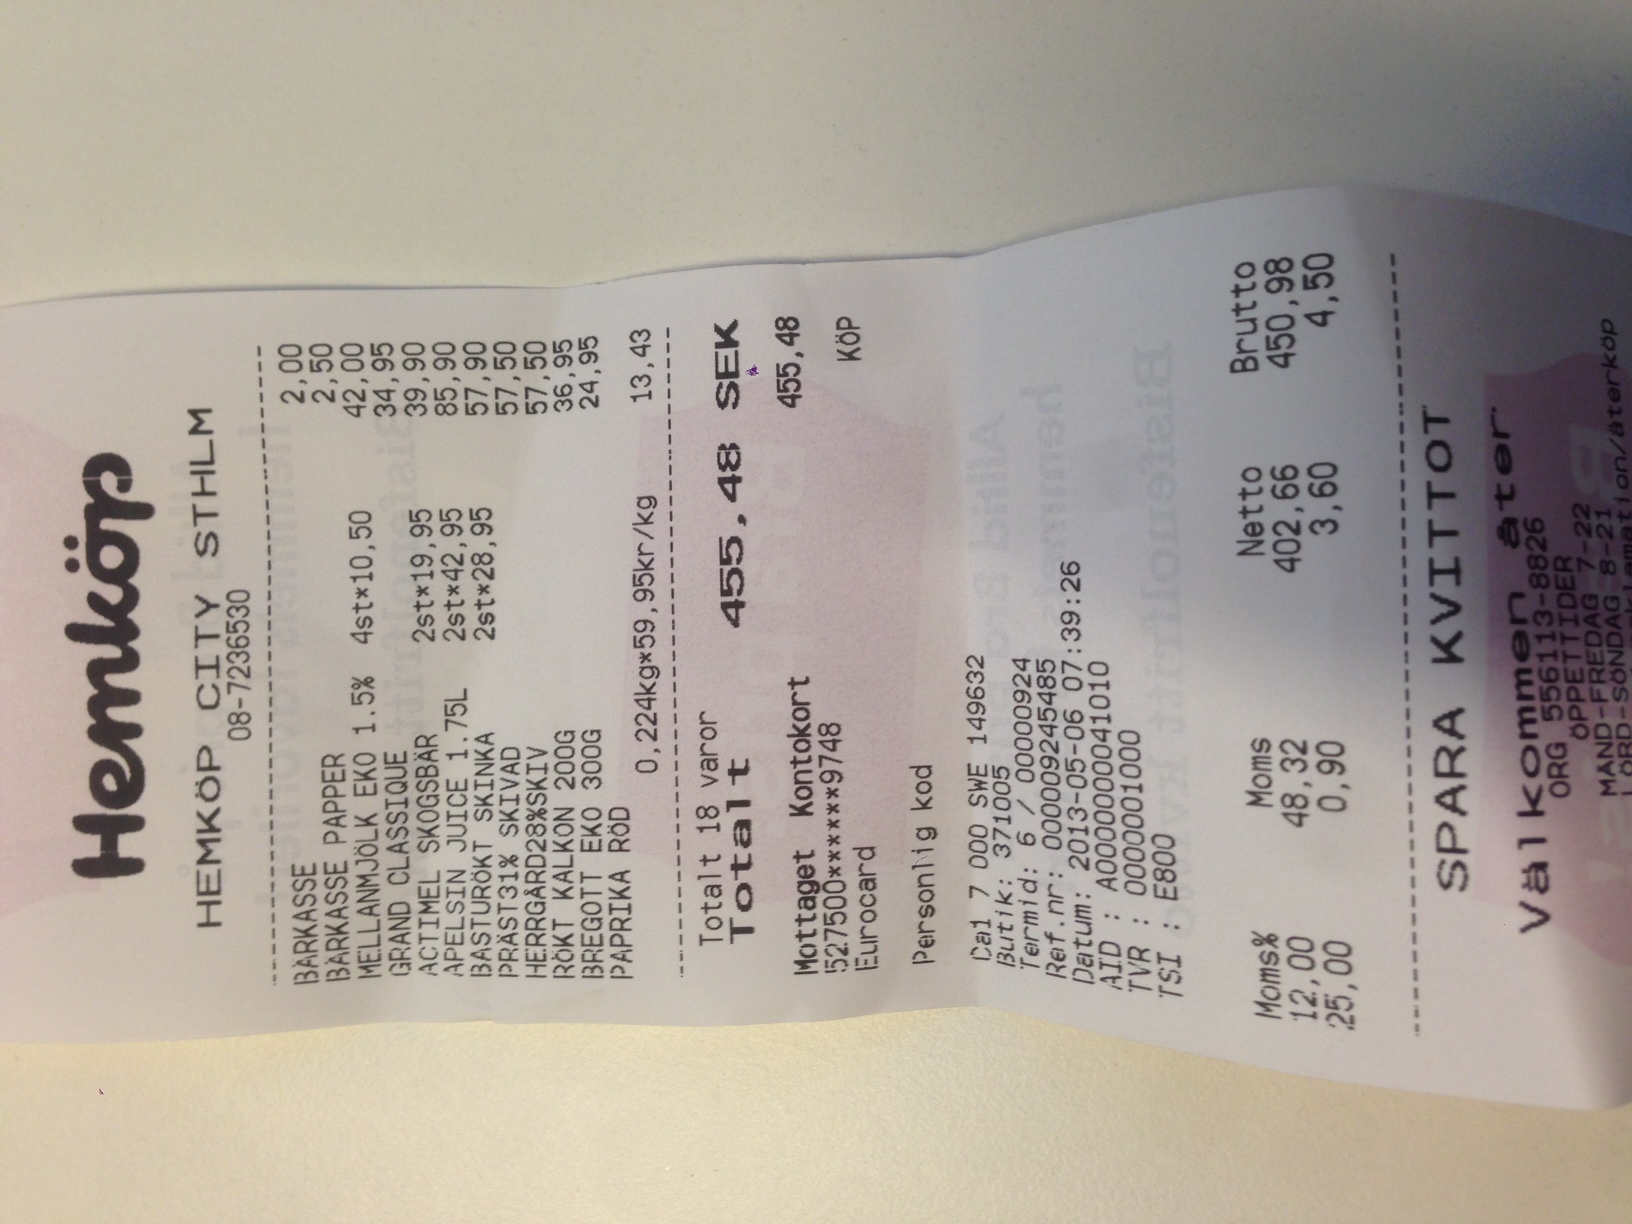 Hemköp
HEMKÖP CITY STHLM
08-7236530
BÄRKASSE 2,00
BÄRKASSE PAPPER 2,50
MELLANMJÖLK EKO 1.5% 4st*10,50 42,00
GRAND CLASSIQUE 34,95
ACTIMEL SKOGSBÄR 2st*19,95 39,90
APELSIN JUICE 1.75L 2st*42,95 85,90
BASTURÖKT SKINKA 2st*28,95 57,90
PRÄST31% SKIVAD 57,50
HERRGÅRD28%SKIV 57,50
RÖKT KALKON 200G 36,95
BREGOTT EKO 300G 24,95
PAPRIKA RÖD
0,224kg*59,95kr/kg 13,43
Totalt 18 varor
Totalt 455,48 SEK
Mottaget Kontokort 455,48
527500******9748
Eurocard KÖP
Personlig kod
Ca1 7 000 SWE 149632
Butik: 371005
Termid: 6 / 00000924
Ref.nr: 000009245485
Datum: 2013-05-06 07:39:26
AID : A0000000041010
TVR : 0000001000
TSI : E800
Moms% Moms Netto Brutto
12,00 48,32 402,66 450,98
25,00 0,90 3,60 4,50
SPARA KVITTOT
Välkommen åter
ORG 556113-8826
ÖPPETTIDER
MÅND-FREDAG 7-22
LÖRD-SÖNDAG 8-21